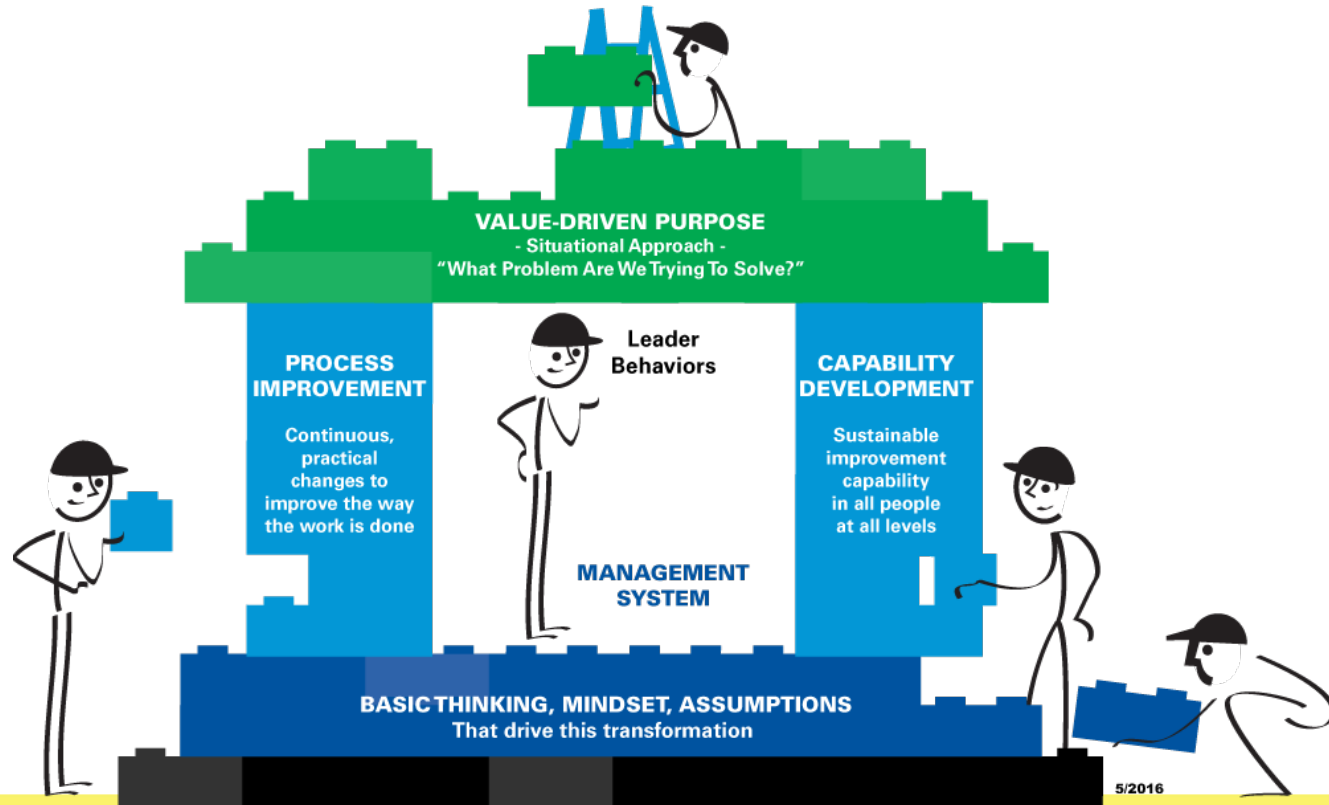 VALUE-DRIVEN PURPOSE
- Situational Approach -
“What Problem Are We Trying To Solve?”
Leader
Behaviors
PROCESS
IMPROVEMENT
Continuous,
practical
changes to
improve the way
the work is done
CAPABILITY
DEVELOPMENT
Sustainable
improvement
capability
in all people
at all levels
MANAGEMENT
SYSTEM
BASIC THINKING, MINDSET, ASSUMPTIONS
That drive this transformation
5/2016